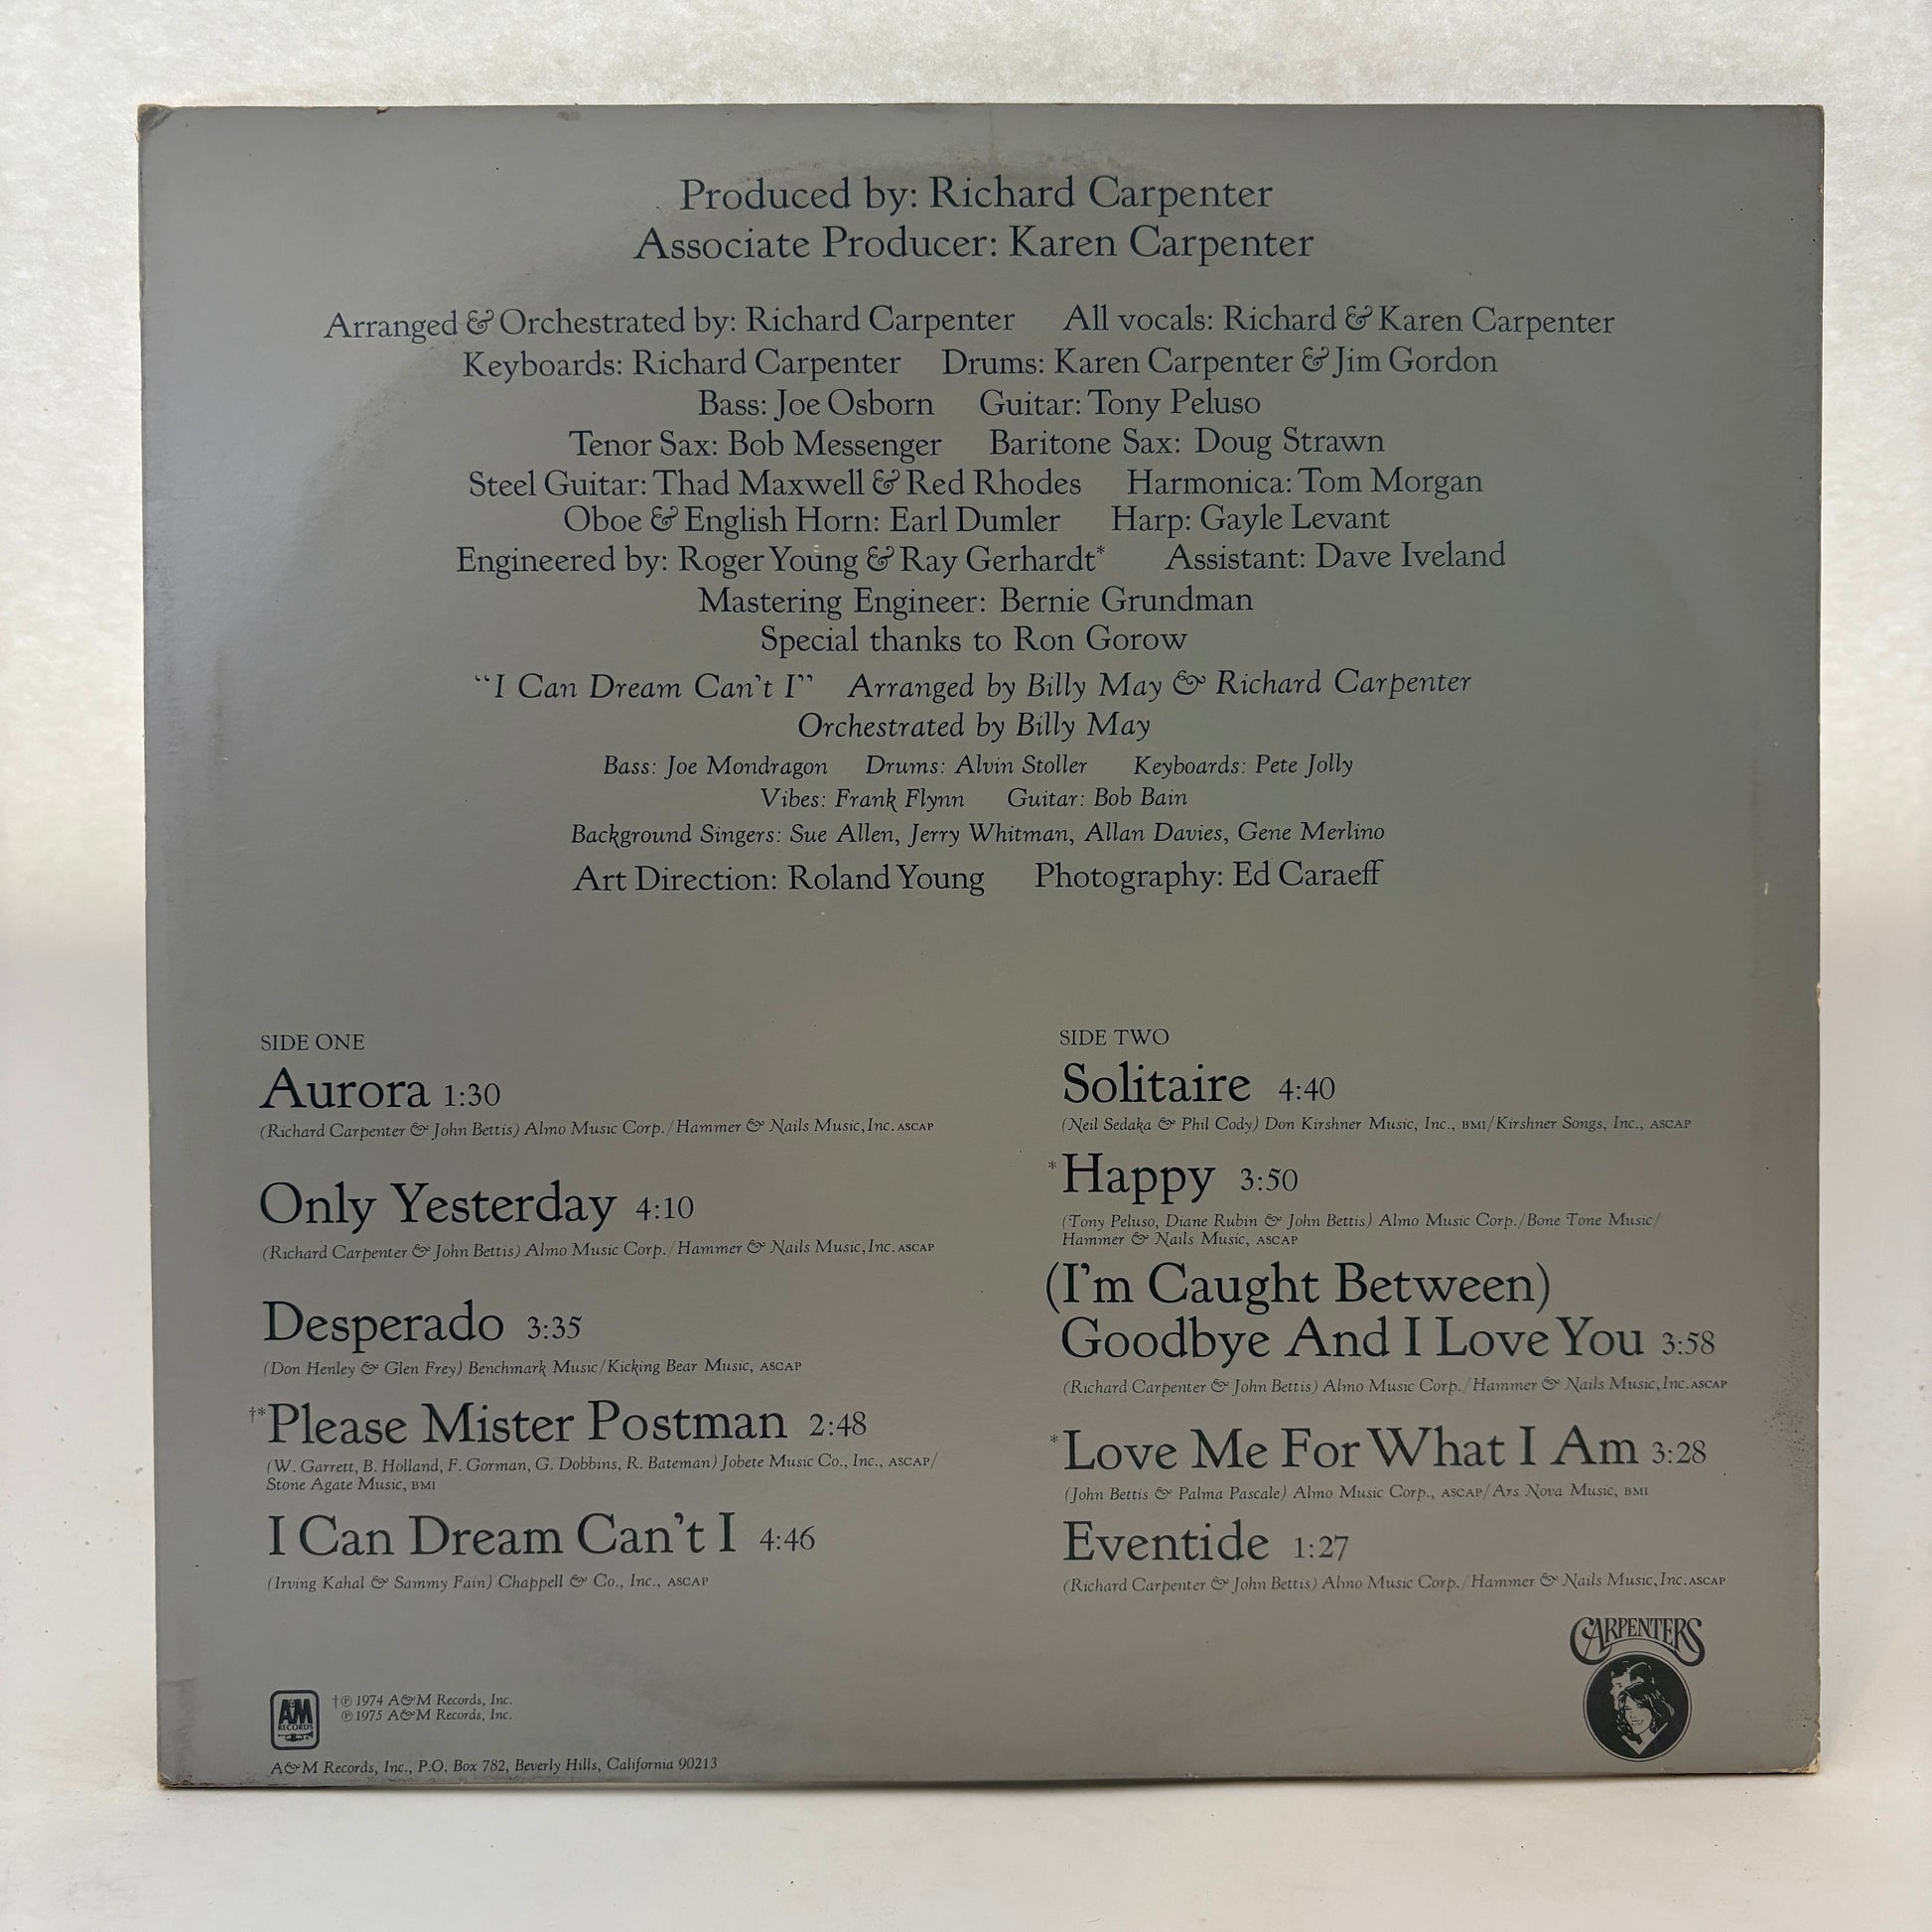 Produced by: Richard Carpenter
Associate Producer: Karen Carpenter
Arranged & Orchestrated by: Richard Carpenter All vocals: Richard & Karen Carpenter
Keyboards: Richard Carpenter Drums: Karen Carpenter & Jim Gordon
Bass: Joe Osborn Guitar: Tony Peluso
Tenor Sax: Bob Messenger Baritone Sax: Doug Strawn
Steel Guitar: Thad Maxwell & Red Rhodes Harmonica: Tom Morgan
Oboe & English Horn: Earl Dumler Harp: Gayle Levant
Engineered by: Roger Young & Ray Gerhardt* Assistant: Dave Iveland
Mastering Engineer: Bernie Grundman
Special thanks to Ron Gorow
"I Can Dream Can't I" Arranged by Billy May & Richard Carpenter
Orchestrated by Billy May
Bass: Joe Mondragon Drums: Alvin Stoller Keyboards: Pete Jolly
Vibes: Frank Flynn Guitar: Bob Bain
Background Singers: Sue Allen, Jerry Whitman, Allan Davies, Gene Merlino
Art Direction: Roland Young Photography: Ed Caraeff
SIDE ONE
Aurora 1:30
(Richard Carpenter & John Bettis) Almo Music Corp./Hammer & Nails Music, Inc. ASCAP
Only Yesterday 4:10
(Richard Carpenter & John Bettis) Almo Music Corp./Hammer & Nails Music, Inc. ASCAP
Desperado 3:35
(Don Henley & Glen Frey) Benchmark Music/Kicking Bear Music, ASCAP
†*Please Mister Postman 2:48
(W. Garrett, B. Holland, F. Gorman, G. Dobbins, R. Bateman) Jobete Music Co., Inc., ASCAP/
Stone Agate Music, BMI
I Can Dream Can't I 4:46
(Irving Kahal & Sammy Fain) Chappell & Co., Inc., ASCAP
SIDE TWO
Solitaire 4:40
(Neil Sedaka & Phil Cody) Don Kirshner Music, Inc., BMI/Kirshner Songs, Inc., ASCAP
*Happy 3:50
(Tony Peluso, Diane Rubin & John Bettis) Almo Music Corp./Bone Tone Music/
Hammer & Nails Music, ASCAP
(I'm Caught Between)
Goodbye And I Love You 3:58
(Richard Carpenter & John Bettis) Almo Music Corp./Hammer & Nails Music, Inc. ASCAP
*Love Me For What I Am 3:28
(John Bettis & Palma Pascale) Almo Music Corp., ASCAP/Ars Nova Music, BMI
Eventide 1:27
(Richard Carpenter & John Bettis) Almo Music Corp./Hammer & Nails Music, Inc. ASCAP
CARPENTERS
A&M
RECORDS
†℗ 1974 A&M Records, Inc.
℗ 1975 A&M Records, Inc.
A&M Records, Inc., P.O. Box 782, Beverly Hills, California 90213